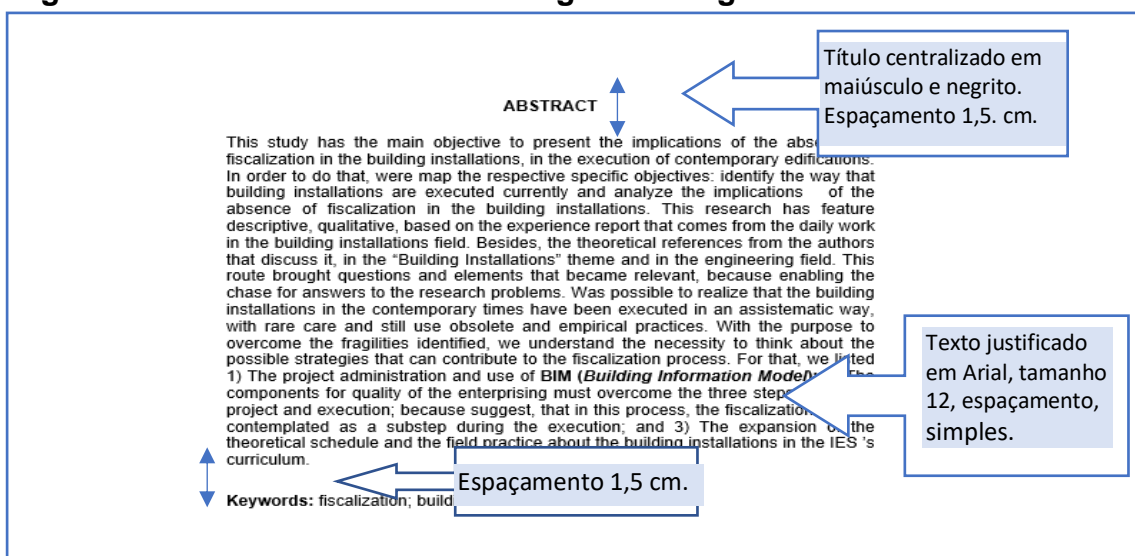 Título centralizado em
maiúsculo e negrito.
Espaçamento 1,5. cm.
ABSTRACT
This study has the main objective to present the implications of the
fiscalization in the building installations, in the execution of contemporary edifications.
In order to do that, were map the respective specific objectives: identify the way that
building installations are executed currently and analyze the implications of the
absence of fiscalization in the building installations. This research has feature
descriptive, qualitative, based on the experience report that comes from the daily work
in the building installations field. Besides, the theoretical references from the authors
that discuss it, in the “Building Installations” theme and in the engineering field. This
route brought questions and elements that became relevant, because enabling the
chase for answers to the research problems. Was possible to realize that the building
installations in the contemporary times have been executed in an assistematic way,
with rare care and still use obsolete and empirical practices. With the purpose to
overcome the fragilities identified, we understand the necessity to think about the
possible strategies that can contribute to the fiscalization process. For that, we listed
1) The project administration and use of BIM (Building Information Model); The
components for quality of the enterprising must overcome the three
project and execution; because suggest, that in this process, the fiscalization
contemplated as a substep during the execution; and 3) The expansion of the
theoretical schedule and the field practice about the building installations in the IES 's
curriculum.
Texto justificado
em Arial, tamanho
12, espaçamento,
simples.
Espaçamento 1,5 cm.
Keywords: fiscalization;